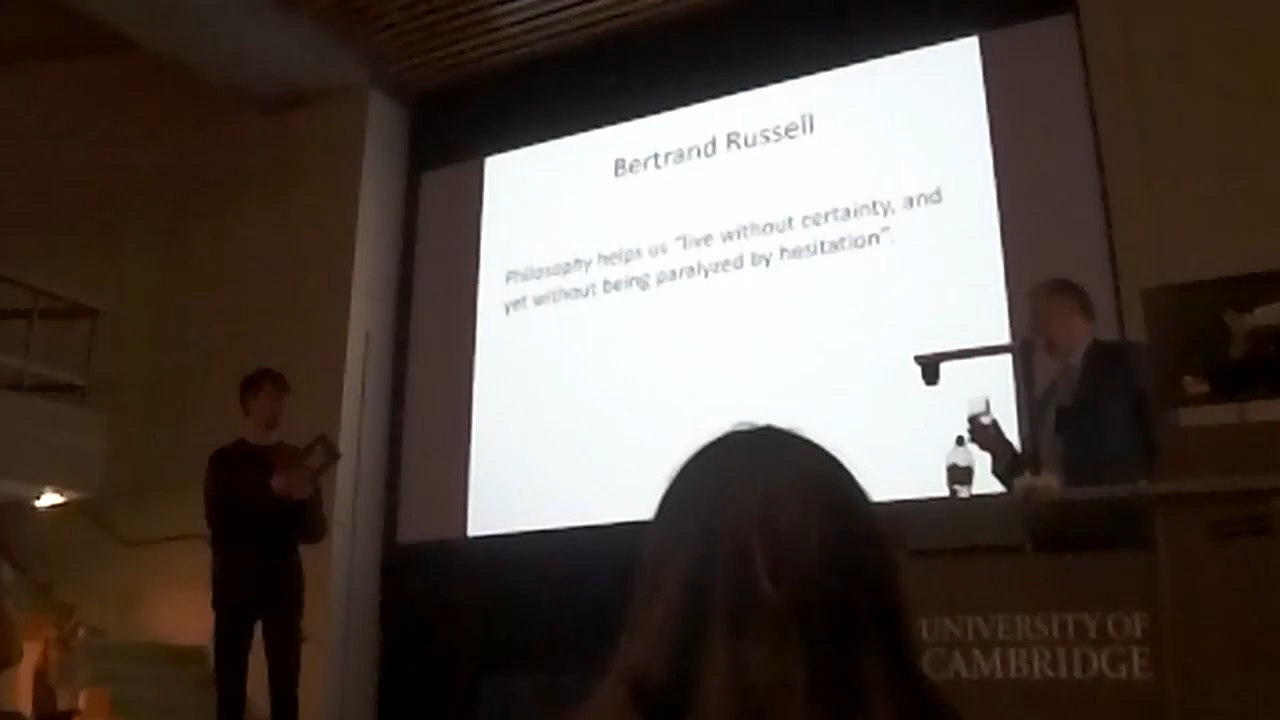 Bertrand Russell
Philosophy helps us "live without certainty, and
yet without being paralyzed by hesitation".
UNIVERSITY OF
CAMBRIDGE